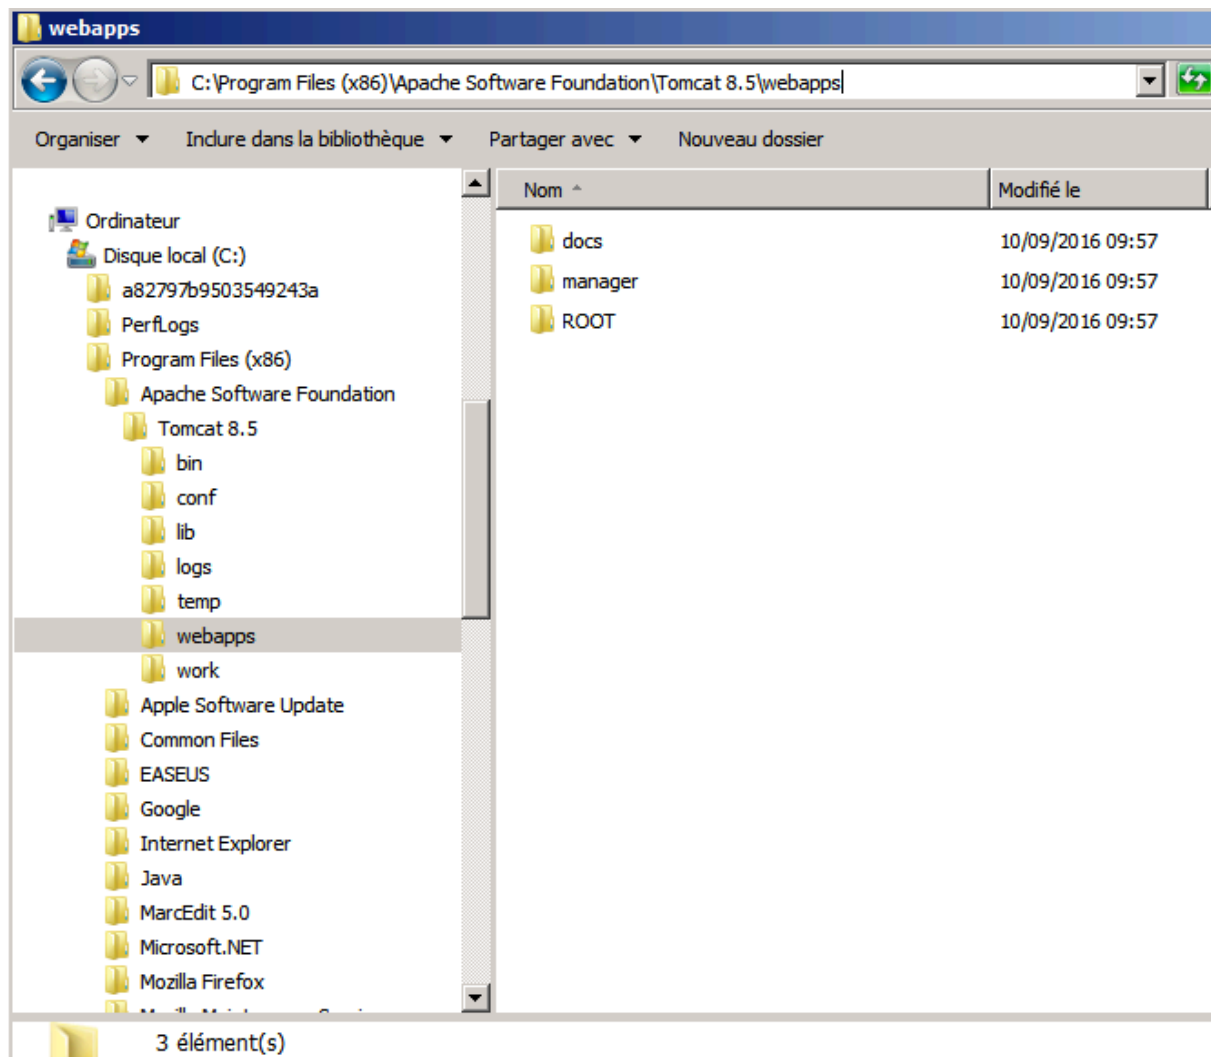 webapps
C:\Program Files (x86)\Apache Software Foundation\Tomcat 8.5\webapps
Organiser Inclure dans la bibliothèque Partager avec Nouveau dossier
Nom Modifié le
Ordinateur
Disque local (C:)
a82797b9503549243a
PerfLogs
Program Files (x86)
Apache Software Foundation
Tomcat 8.5
bin
conf
lib
logs
temp
webapps
work
Apple Software Update
Common Files
EASEUS
Google
Internet Explorer
Java
MarcEdit 5.0
Microsoft.NET
Mozilla Firefox
docs 10/09/2016 09:57
manager 10/09/2016 09:57
ROOT 10/09/2016 09:57
3 élément(s)